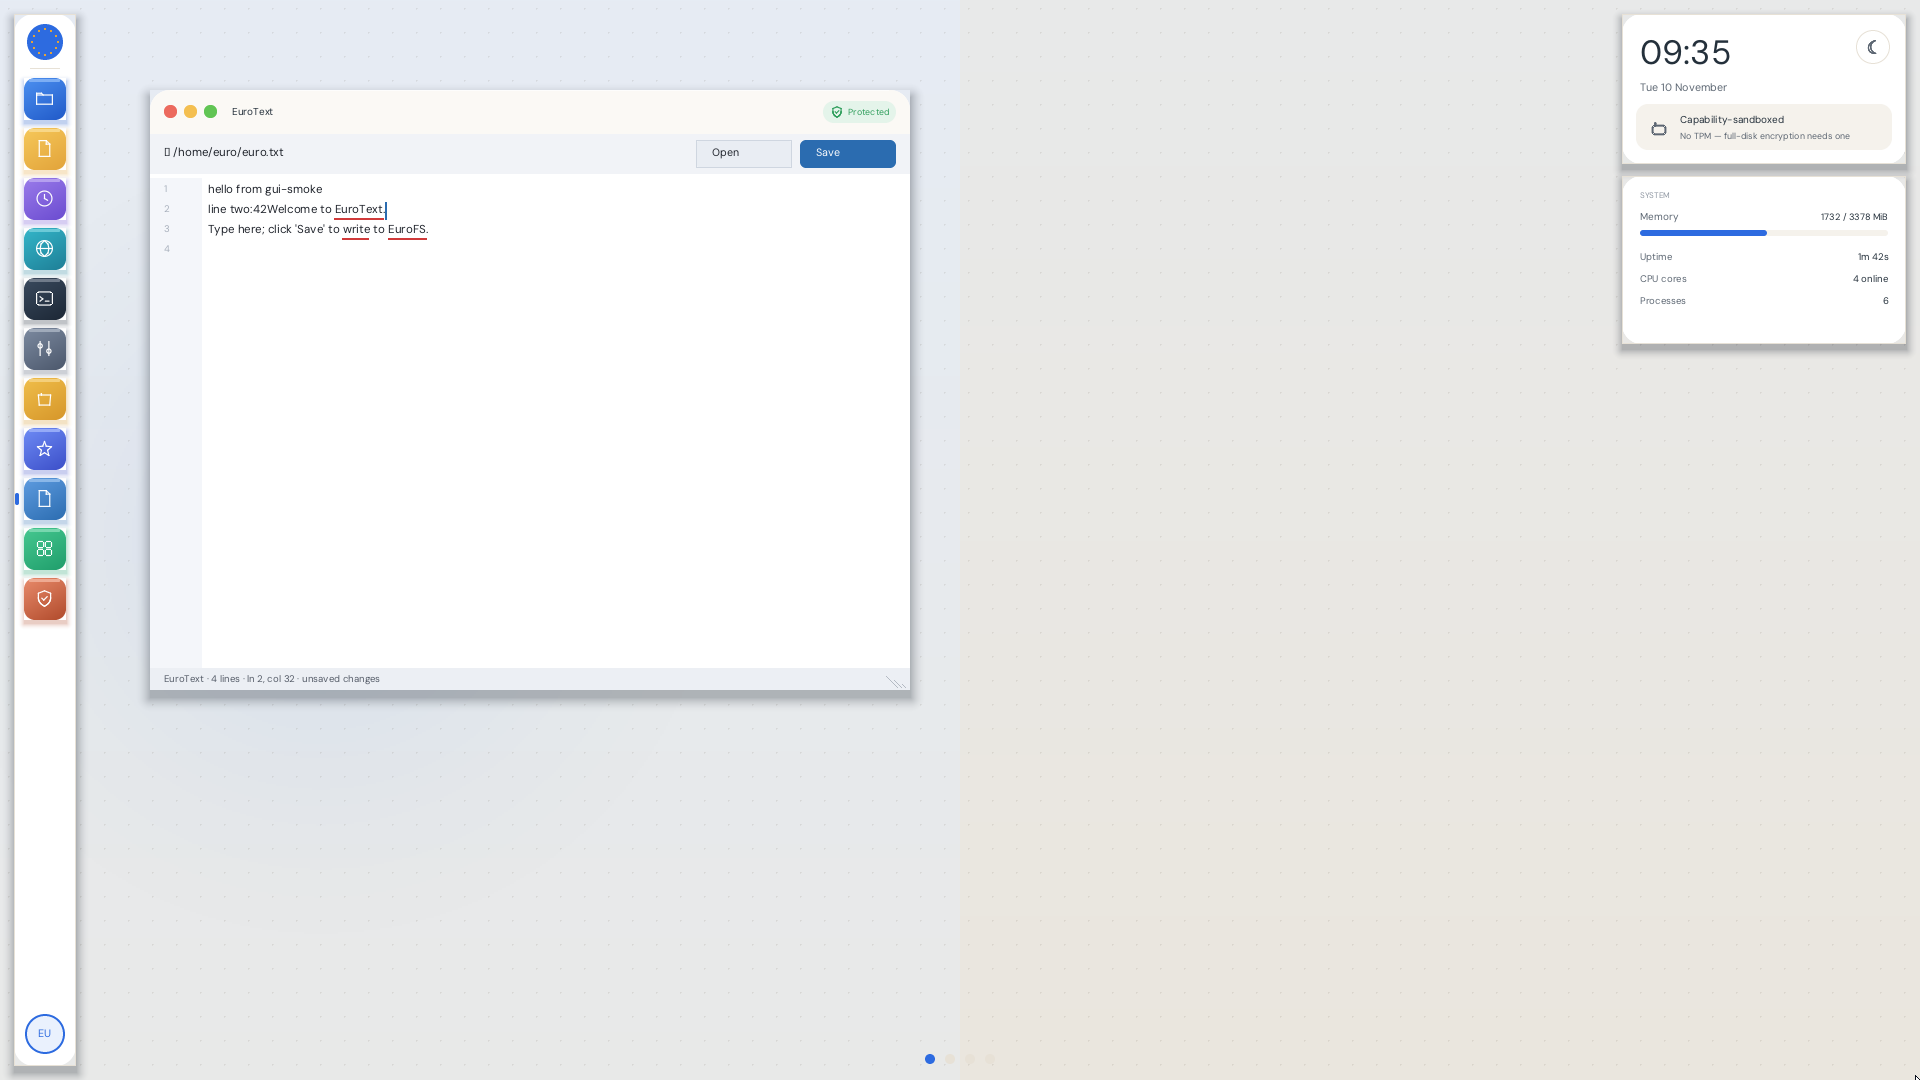 EuroText
Protected
/home/euro/euro.txt
Open
Save
1 hello from gui-smoke
2 line two:42Welcome to EuroText.
3 Type here; click 'Save' to write to EuroFS.
4
EuroText · 4 lines · ln 2, col 32 · unsaved changes
09:35
Tue 10 November
Capability-sandboxed
No TPM — full-disk encryption needs one
SYSTEM
Memory 1732 / 3378 MiB
Uptime 1m 42s
CPU cores 4 online
Processes 6
EU